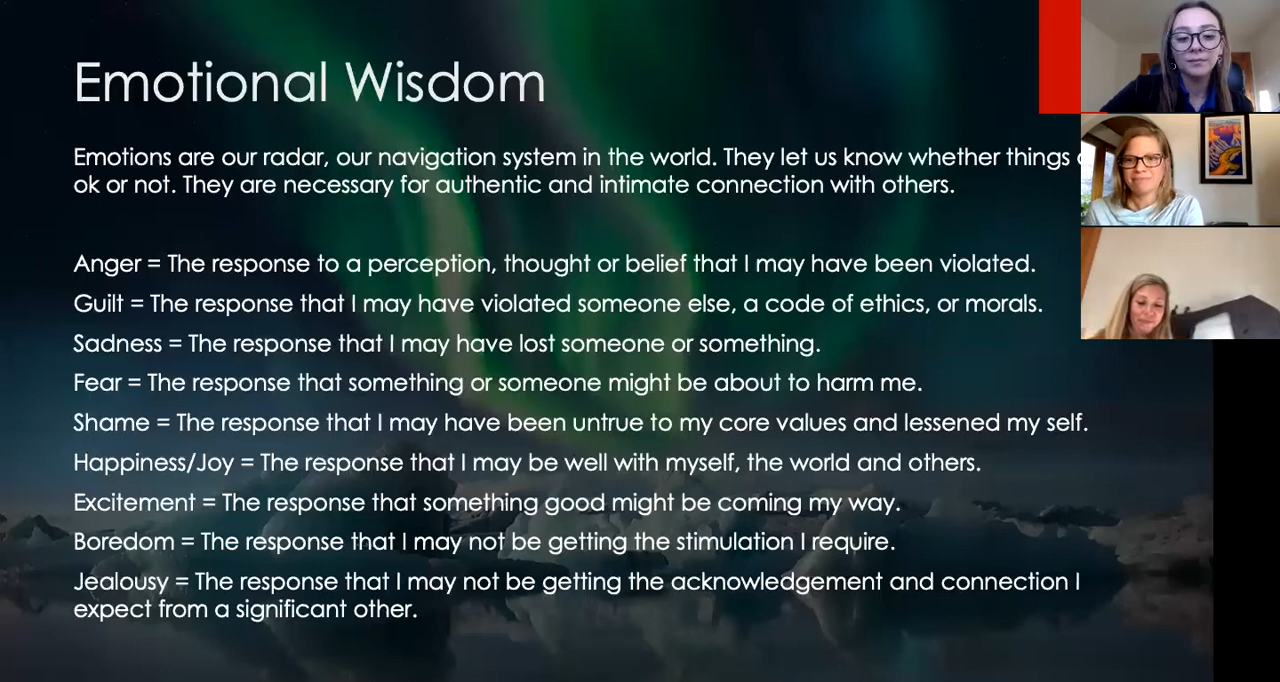 Emotional Wisdom
Emotions are our radar, our navigation system in the world. They let us know whether things
ok or not. They are necessary for authentic and intimate connection with others.
Anger = The response to a perception, thought or belief that I may have been violated.
Guilt = The response that I may have violated someone else, a code of ethics, or morals.
Sadness = The response that I may have lost someone or something.
Fear = The response that something or someone might be about to harm me.
Shame = The response that I may have been untrue to my core values and lessened my self.
Happiness/Joy = The response that I may be well with myself, the world and others.
Excitement = The response that something good might be coming my way.
Boredom = The response that I may not be getting the stimulation I require.
Jealousy = The response that I may not be getting the acknowledgement and connection I
expect from a significant other.